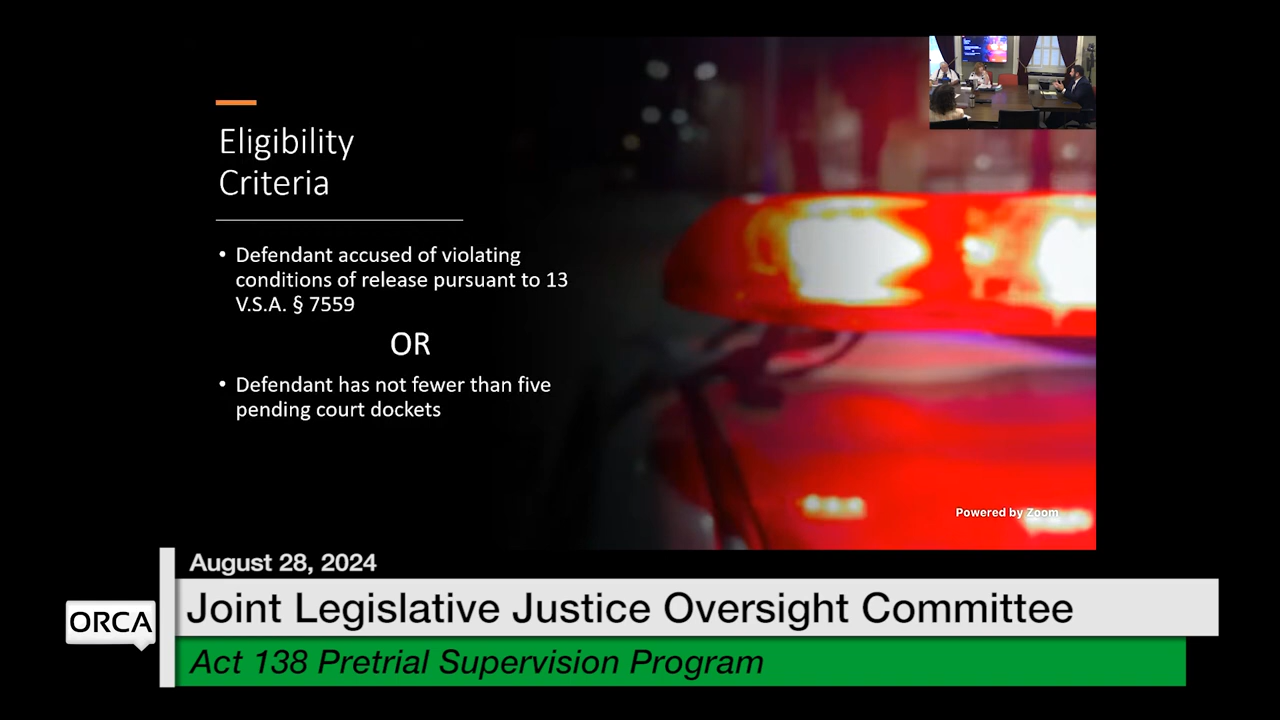 Eligibility
Criteria
• Defendant accused of violating
conditions of release pursuant to 13
V.S.A. § 7559
OR
• Defendant has not fewer than five
pending court dockets
Powered by Zoom
August 28, 2024
ORCA
Joint Legislative Justice Oversight Committee
Act 138 Pretrial Supervision Program